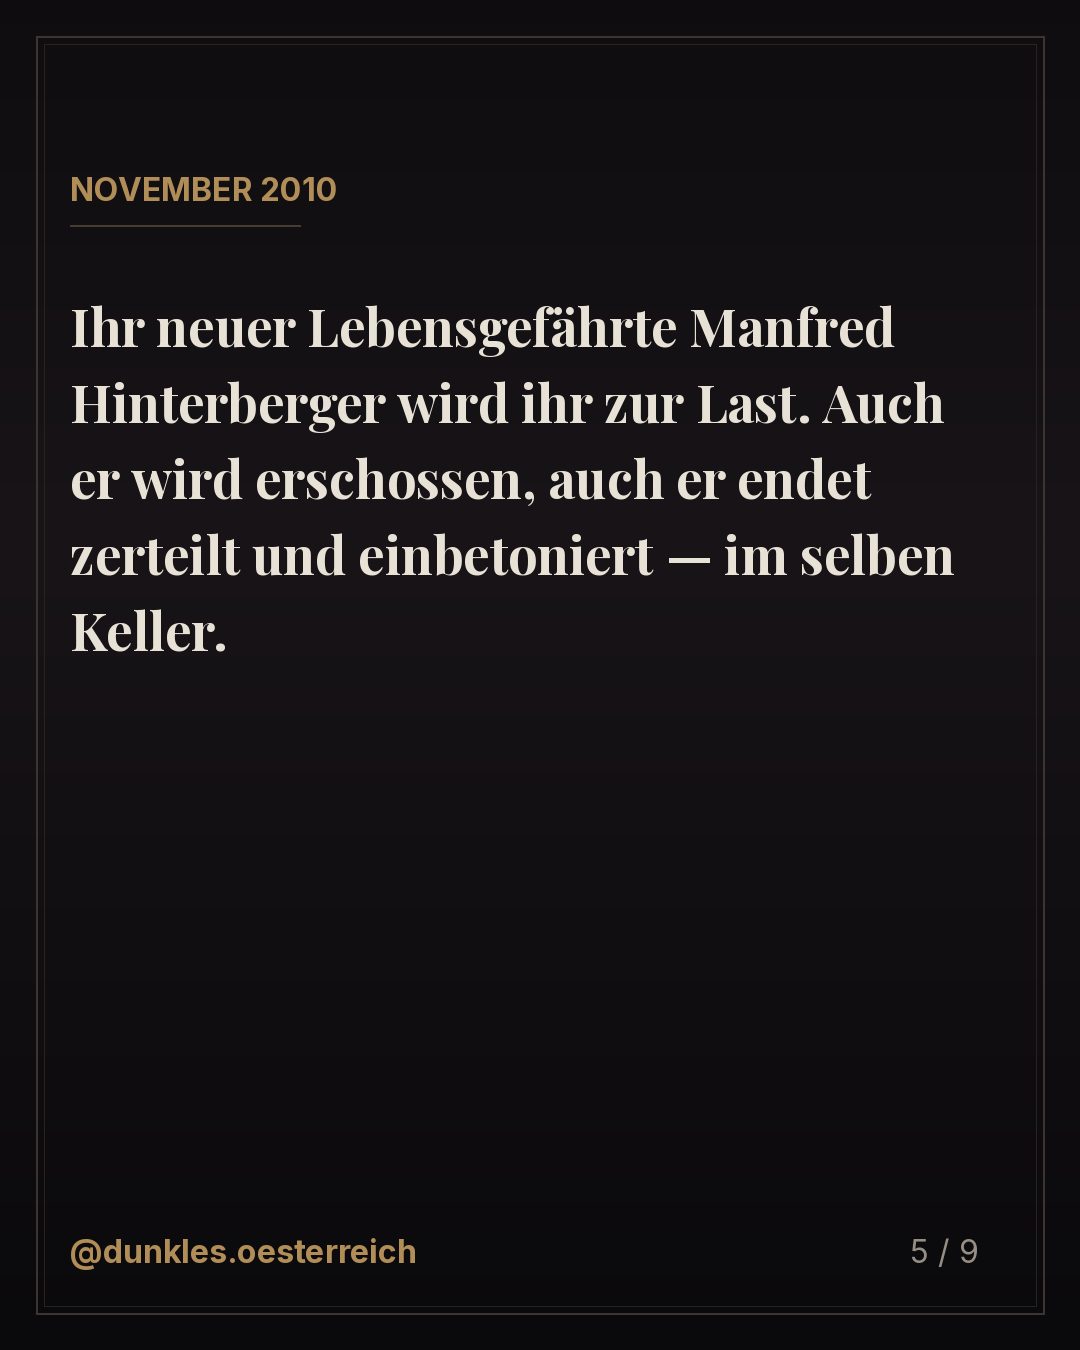 NOVEMBER 2010
Ihr neuer Lebensgefährte Manfred
Hinterberger wird ihr zur Last. Auch
er wird erschossen, auch er endet
zerteilt und einbetoniert — im selben
Keller.
@dunkles.oesterreich
5 / 9